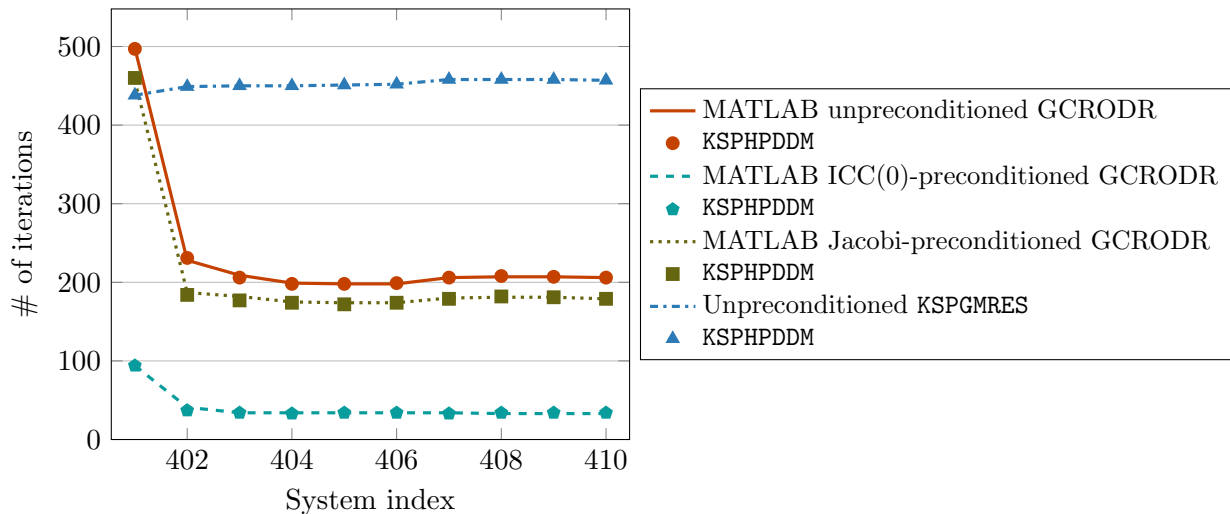 500
400
300
200
100
0
# of iterations
402 404 406 408 410
System index
MATLAB unpreconditioned GCRODR
KSPHPDDM
MATLAB ICC(0)-preconditioned GCRODR
KSPHPDDM
MATLAB Jacobi-preconditioned GCRODR
KSPHPDDM
Unpreconditioned KSPGMRES
KSPHPDDM